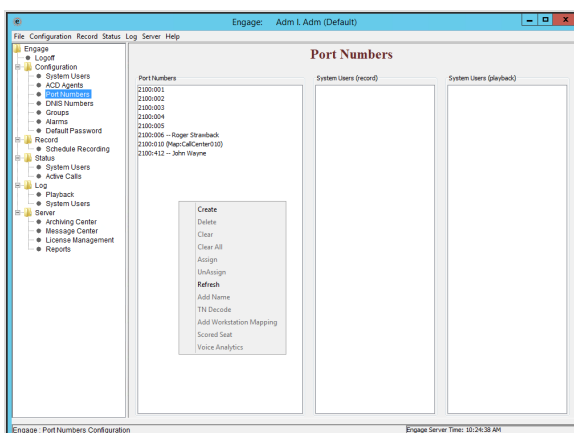 e
Engage: Adm I. Adm (Default)
File Configuration Record Status Log Server Help
Engage
Logoff
Configuration
System Users
ACD Agents
Port Numbers
DNIS Numbers
Groups
Alarms
Default Password
Record
Schedule Recording
Status
System Users
Active Calls
Log
Playback
System Users
Server
Archiving Center
Message Center
License Management
Reports
Port Numbers
Port Numbers
2100:001
2100:002
2100:003
2100:004
2100:005
2100:006 -- Roger Strawback
2100:010 (Map:CallCenter010)
2100:412 -- John Wayne
Create
Delete
Clear
Clear All
Assign
UnAssign
Refresh
Add Name
TN Decode
Add Workstation Mapping
Scored Seat
Voice Analytics
System Users (record)
System Users (playback)
Engage : Port Numbers Configuration
Engage Server Time: 10:24:38 AM